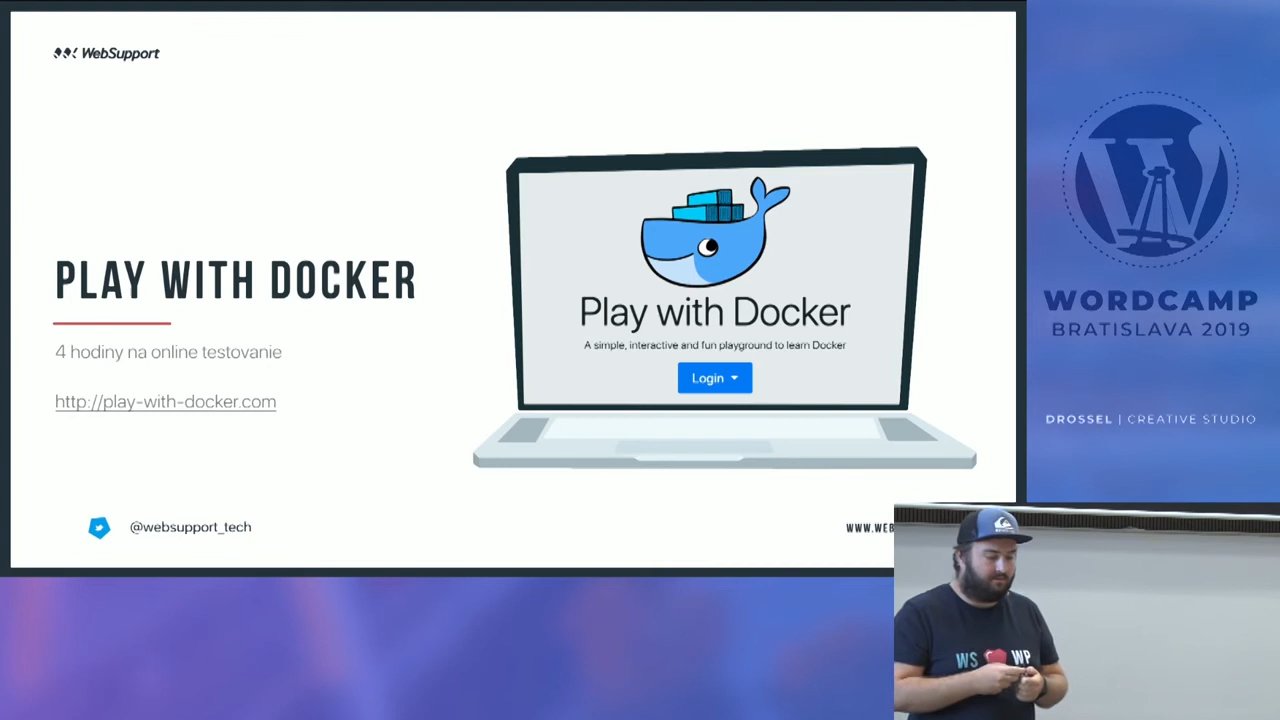 WebSupport
PLAY WITH DOCKER
4 hodiny na online testovanie
http://play-with-docker.com
Play with Docker
A simple, interactive and fun playground to learn Docker
Login
@websupport_tech
WWW.WEB
WORDCAMP
BRATISLAVA 2019
DROSSEL | CREATIVE STUDIO
WS WP